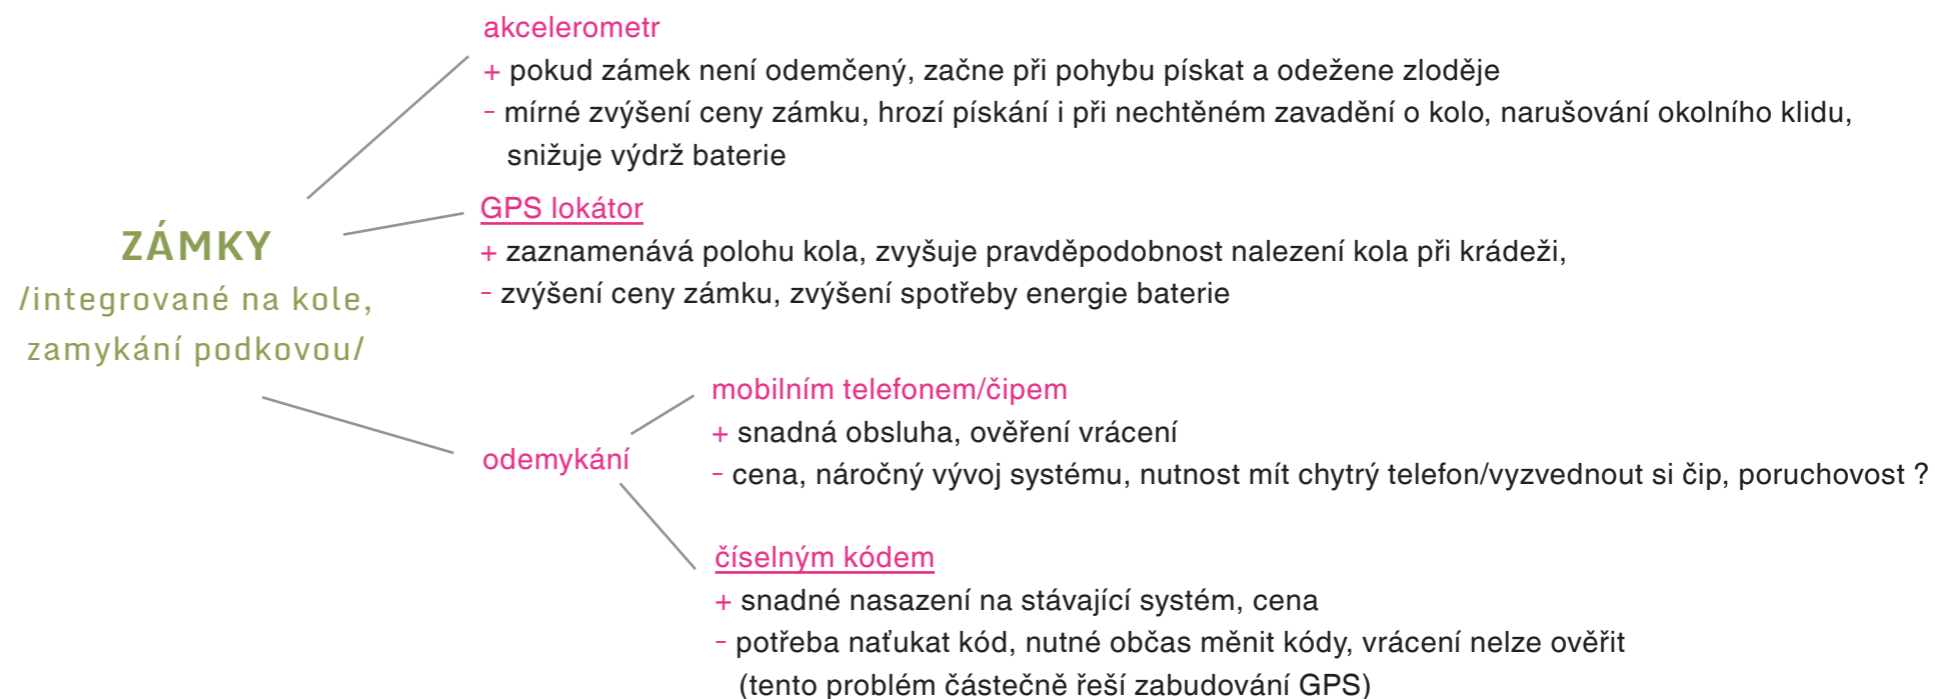 akcelerometr
+ pokud zámek není odemčený, začne při pohybu pískat a odežene zloděje
- mírné zvýšení ceny zámku, hrozí pískání i při nechtěném zavadění o kolo, narušování okolního klidu,
snižuje výdrž baterie
GPS lokátor
+ zaznamenává polohu kola, zvyšuje pravděpodobnost nalezení kola při krádeži,
- zvýšení ceny zámku, zvýšení spotřeby energie baterie
ZÁMKY
/integrované na kole,
zamykání podkovou/
odemykání
mobilním telefonem/čipem
+ snadná obsluha, ověření vrácení
- cena, náročný vývoj systému, nutnost mít chytrý telefon/vyzvednout si čip, poruchovost ?
číselným kódem
+ snadné nasazení na stávající systém, cena
- potřeba naťukat kód, nutné občas měnit kódy, vrácení nelze ověřit
(tento problém částečně řeší zabudování GPS)